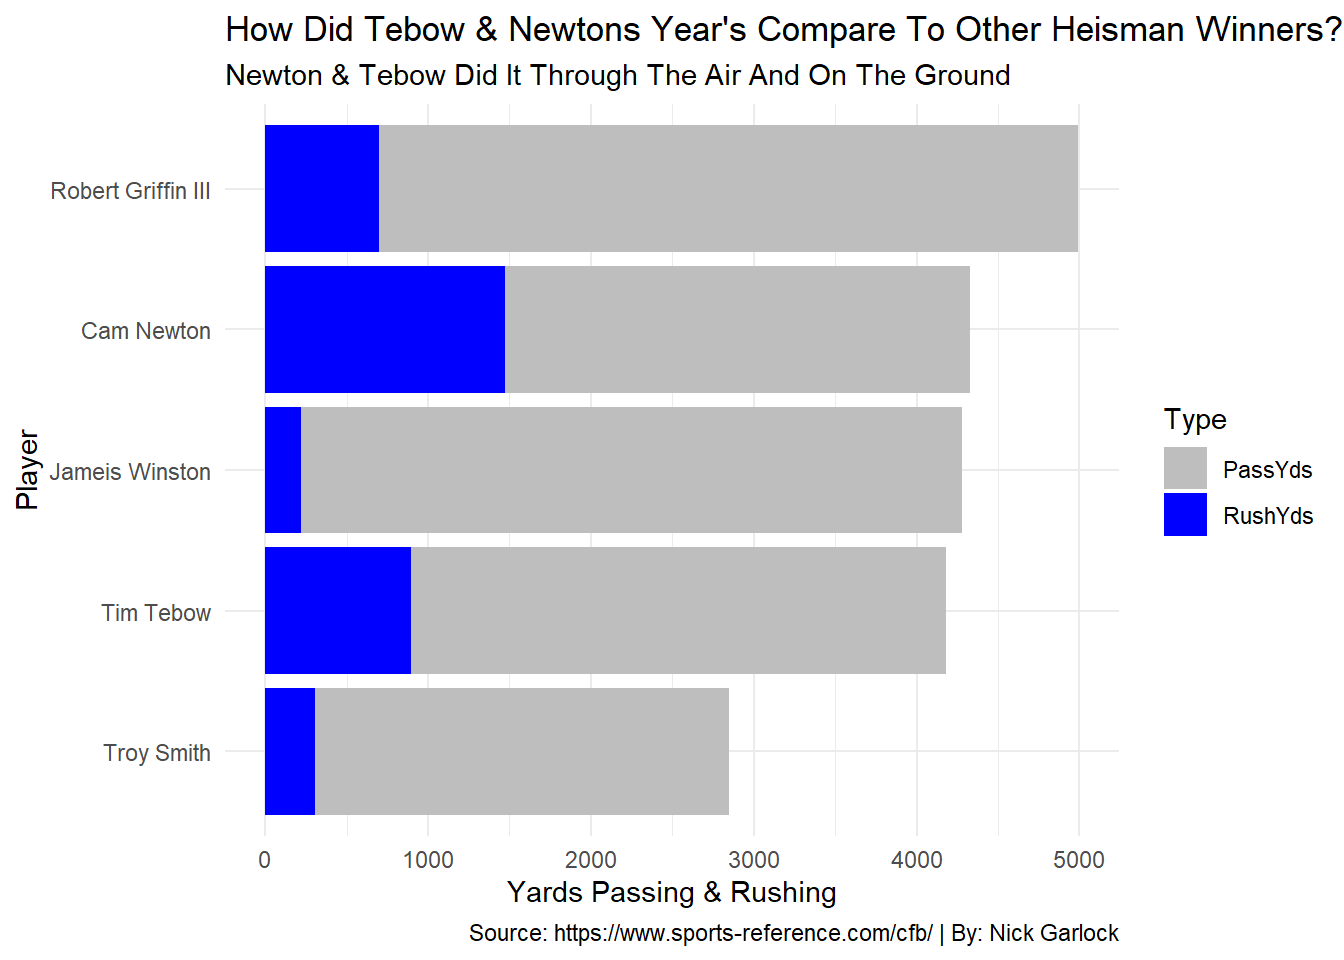 How Did Tebow & Newtons Year's Compare To Other Heisman Winners?
Newton & Tebow Did It Through The Air And On The Ground
Player
Robert Griffin III
Cam Newton
Jameis Winston
Tim Tebow
Troy Smith
0 1000 2000 3000 4000 5000
Yards Passing & Rushing
Type
PassYds
RushYds
Source: https://www.sports-reference.com/cfb/ | By: Nick Garlock